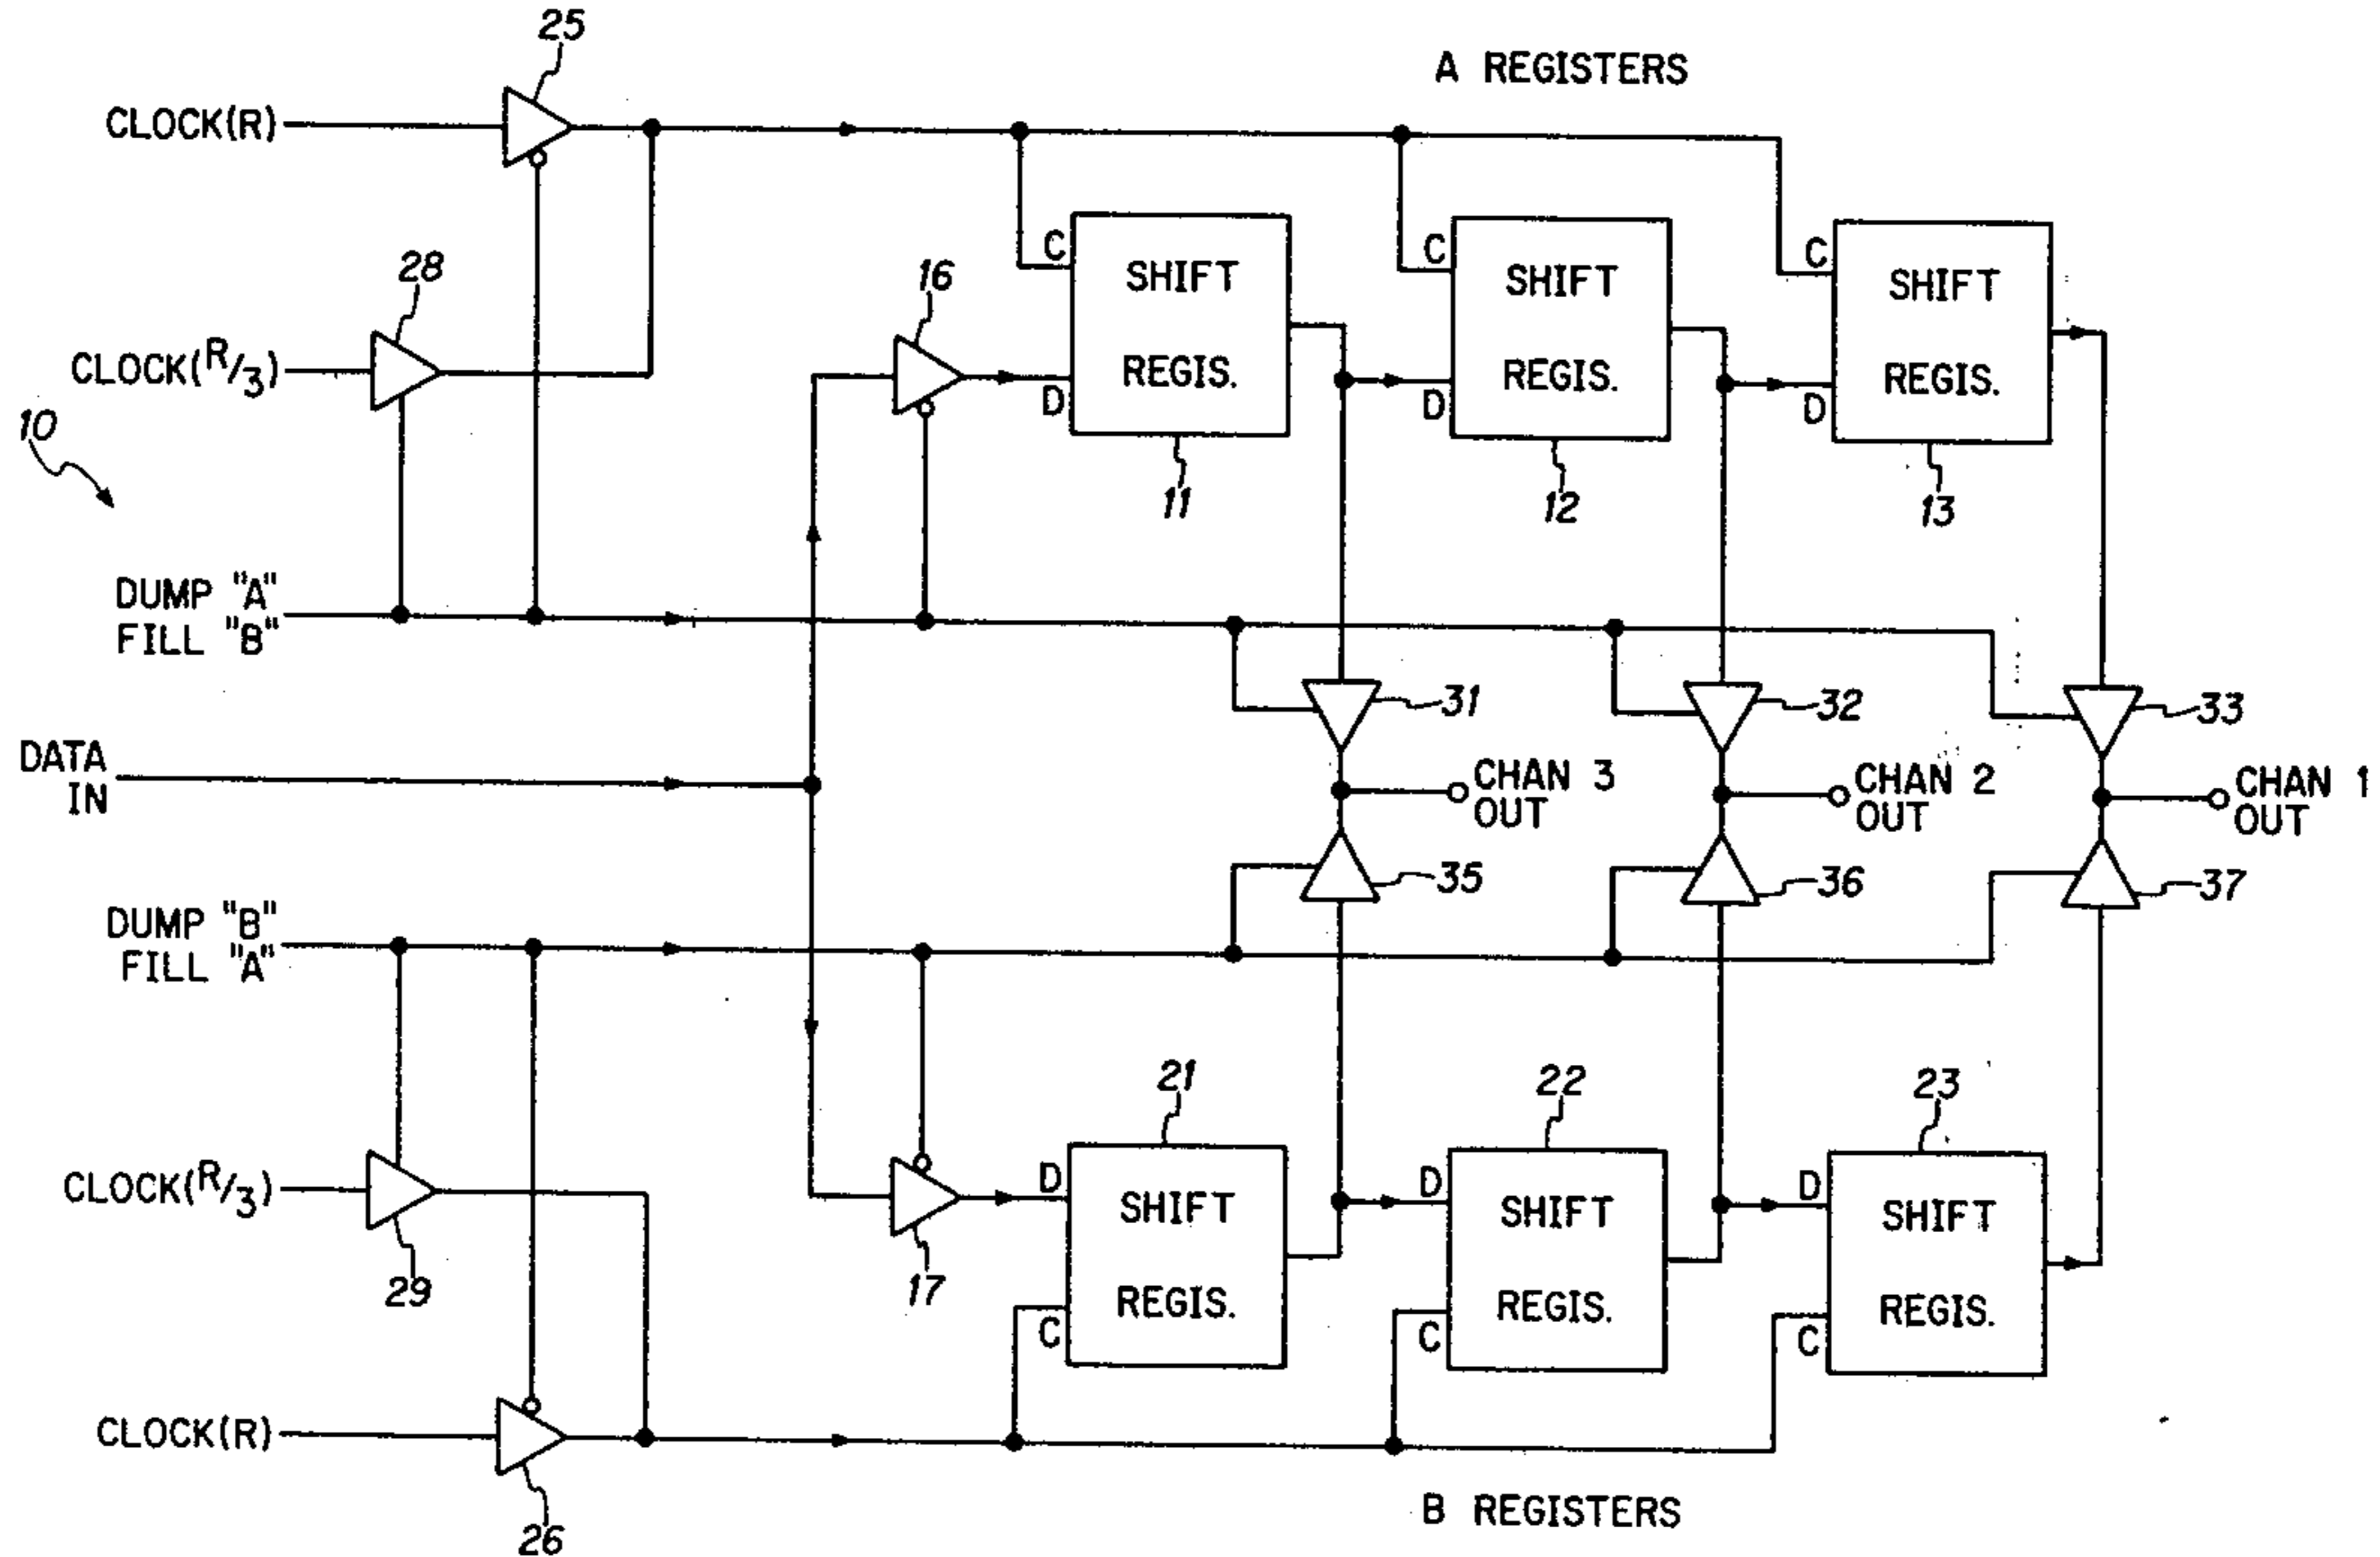 25
A REGISTERS
CLOCK(R)
28
16
C
SHIFT
REGIS.
D
C
SHIFT
REGIS.
D
C
SHIFT
REGIS.
D
CLOCK(R/3)
10
11
12
13
DUMP "A"
FILL "B"
31
32
33
DATA
IN
CHAN 3
OUT
CHAN 2
OUT
CHAN 1
OUT
35
36
37
DUMP "B"
FILL "A"
21
22
23
CLOCK(R/3)
D
SHIFT
REGIS.
C
D
SHIFT
REGIS.
C
D
SHIFT
REGIS.
C
29
17
CLOCK(R)
26
B REGISTERS